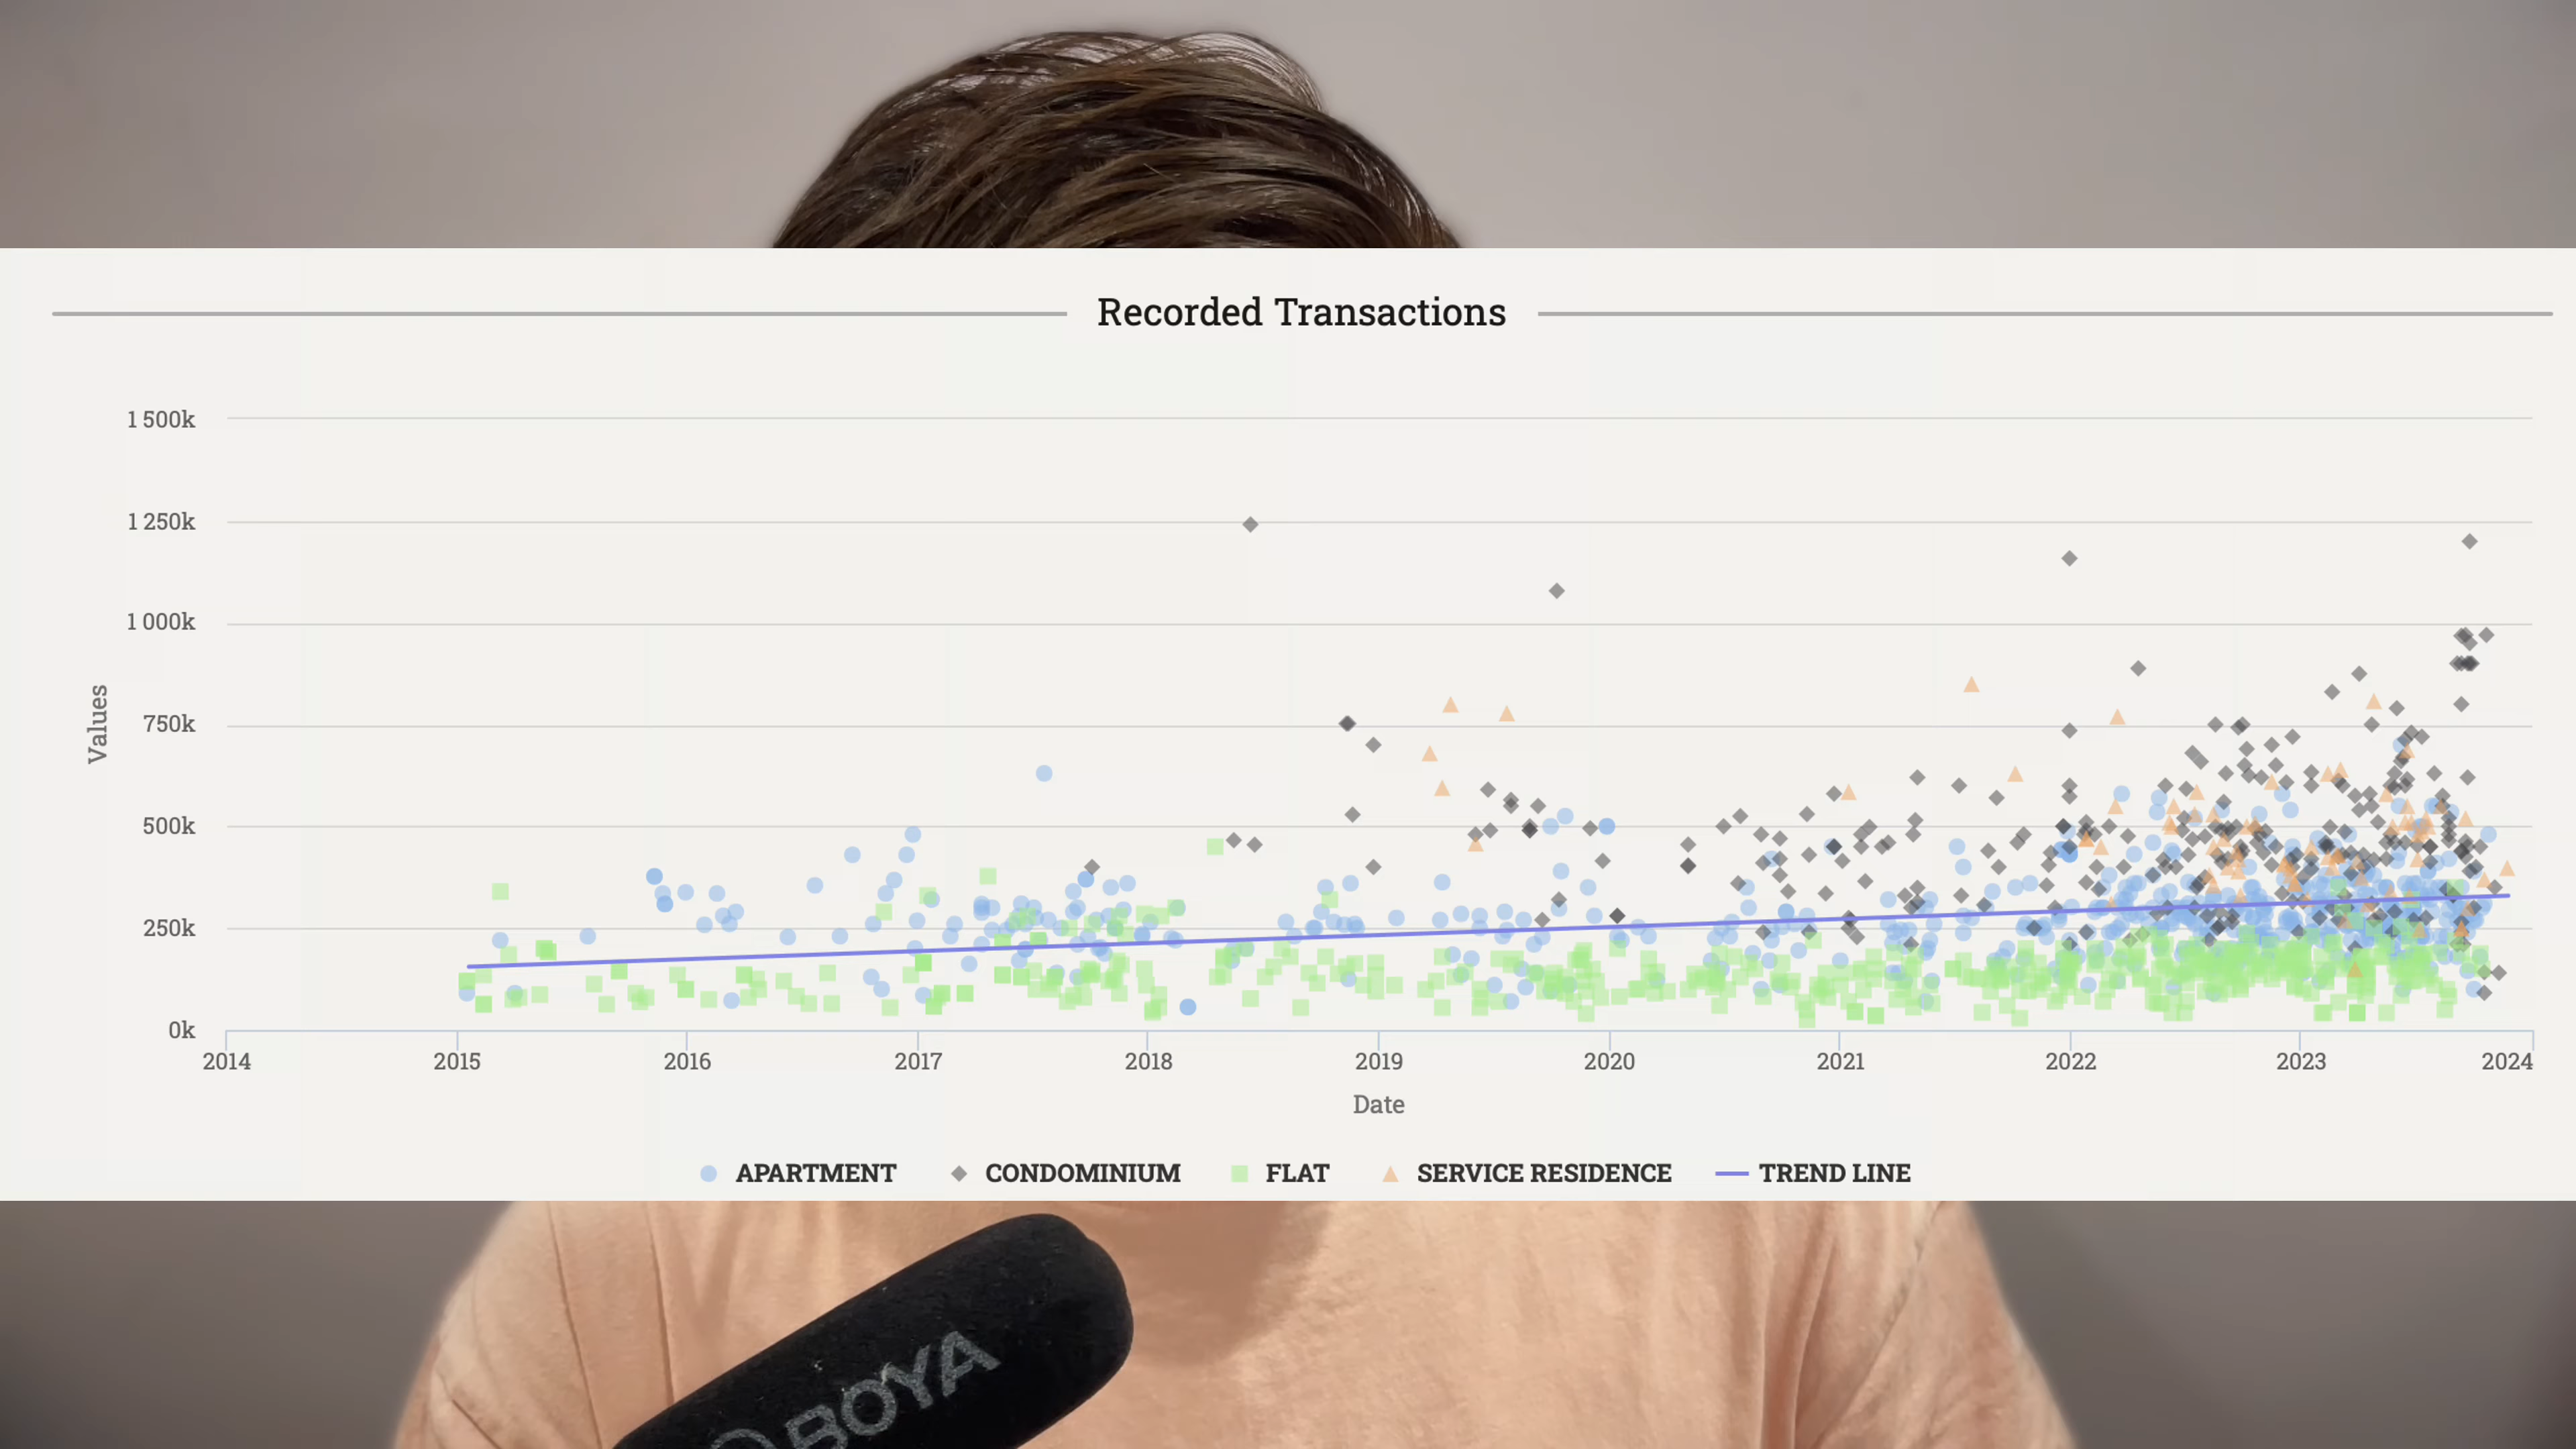 Recorded Transactions
1 500k
1 250k
1 000k
750k
500k
250k
0k
Values
2014 2015 2016 2017 2018 2019 2020 2021 2022 2023 2024
Date
APARTMENT CONDOMINIUM FLAT SERVICE RESIDENCE TREND LINE
BOYA